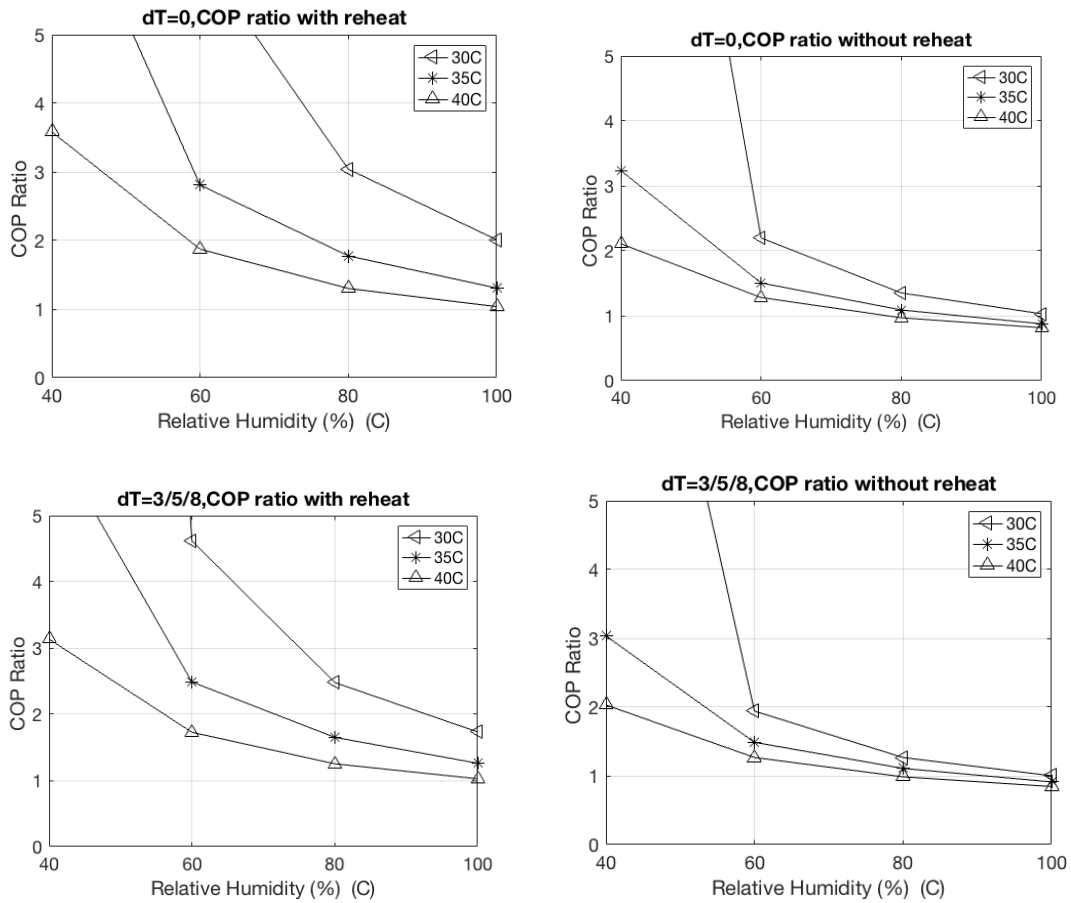 dT=0,COP ratio with reheat
5
4
3
2
1
0
COP Ratio
40
60
80
100
Relative Humidity (%) (C)
30C
35C
40C
dT=0,COP ratio without reheat
5
4
3
2
1
0
COP Ratio
40
60
80
100
Relative Humidity (%) (C)
30C
35C
40C
dT=3/5/8,COP ratio with reheat
5
4
3
2
1
0
COP Ratio
40
60
80
100
Relative Humidity (%) (C)
30C
35C
40C
dT=3/5/8,COP ratio without reheat
5
4
3
2
1
0
COP Ratio
40
60
80
100
Relative Humidity (%) (C)
30C
35C
40C